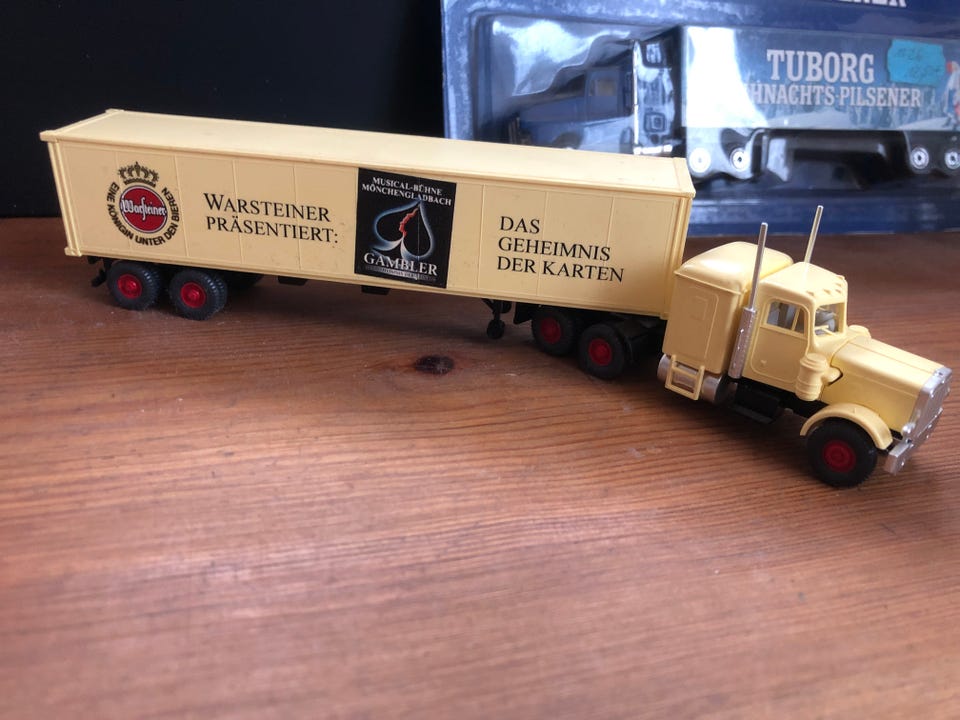 EINE KÖNIGIN UNTER DEN BIEREN
Warsteiner
WARSTEINER
PRÄSENTIERT:
MUSICAL-BÜHNE
MÖNCHENGLADBACH
GAMBLER
DAS
GEHEIMNIS
DER KARTEN
TUBORG
HNACHTS-PILSENER